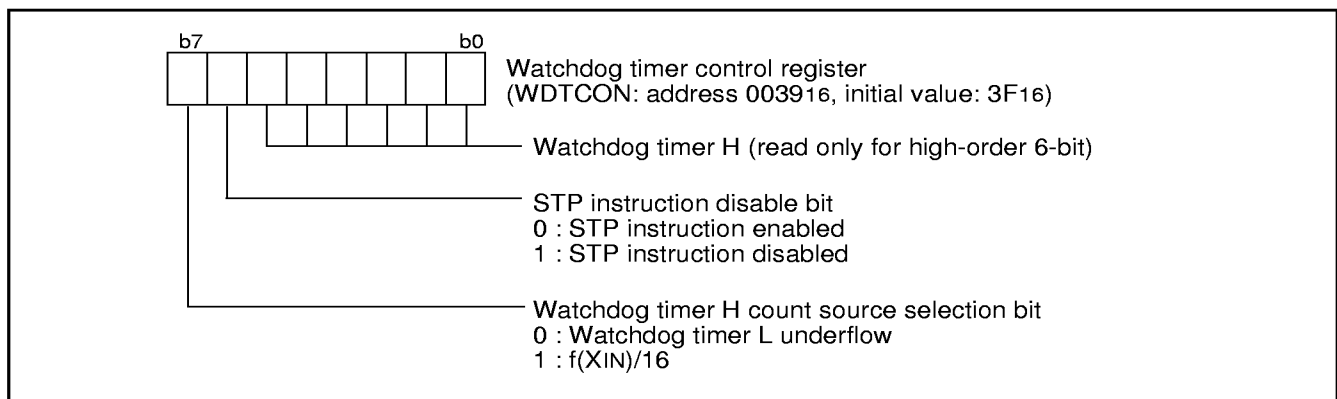 b7 b0
Watchdog timer control register
(WDTCON: address 003916, initial value: 3F16)
Watchdog timer H (read only for high-order 6-bit)
STP instruction disable bit
0 : STP instruction enabled
1 : STP instruction disabled
Watchdog timer H count source selection bit
0 : Watchdog timer L underflow
1 : f(XIN)/16